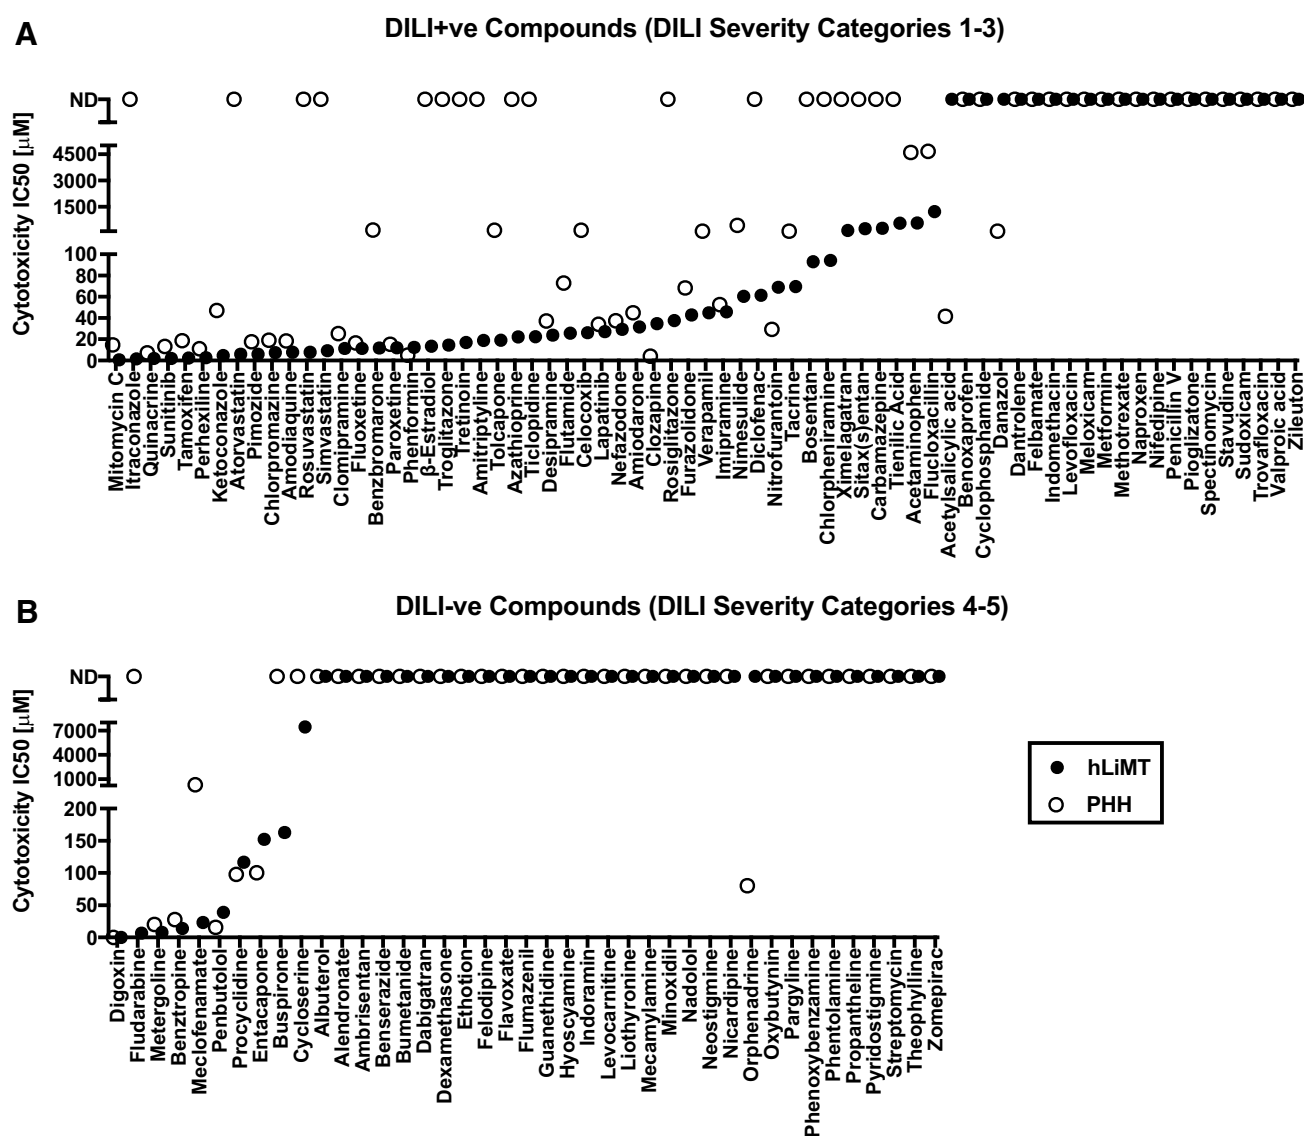 A
DILI+ve Compounds (DILI Severity Categories 1-3)
Cytotoxicity IC50 [μM]
ND
4500
3000
1500
100
80
60
40
20
0
Mitomycin C
Itraconazole
Quinacrine
Sunitinib
Tamoxifen
Perhexiline
Ketoconazole
Atorvastatin
Pimozide
Chlorpromazine
Amodiaquine
Rosuvastatin
Simvastatin
Clomipramine
Fluoxetine
Benzbromarone
Paroxetine
Phenformin
β-Estradiol
Troglitazone
Tretinoin
Amitriptyline
Tolcapone
Azathioprine
Ticlopidine
Desipramine
Flutamide
Celecoxib
Lapatinib
Nefazodone
Amiodarone
Clozapine
Rosiglitazone
Furazolidone
Verapamil
Imipramine
Nimesulide
Diclofenac
Nitrofurantoin
Tacrine
Bosentan
Chlorpheniramine
Ximelagatran
Sitax(s)entan
Carbamazepine
Tienilic Acid
Acetaminophen
Flucloxacillin
Acetylsalicylic acid
Benoxaprofen
Cyclophosphamide
Danazol
Dantrolene
Felbamate
Indomethacin
Levofloxacin
Meloxicam
Metformin
Methotrexate
Naproxen
Nifedipine
Penicillin V
Pioglizatone
Spectinomycin
Stavudine
Sudoxicam
Trovafloxacin
Valproic acid
Zileuton
B
DILI-ve Compounds (DILI Severity Categories 4-5)
Cytotoxicity IC50 [μM]
ND
7000
4000
1000
200
150
100
50
0
Digoxin
Fludarabine
Metergoline
Benztropine
Meclofenamate
Penbutolol
Procyclidine
Entacapone
Buspirone
Cycloserine
Albuterol
Alendronate
Ambrisentan
Benserazide
Bumetanide
Dabigatran
Dexamethasone
Ethotion
Felodipine
Flavoxate
Flumazenil
Guanethidine
Hyoscyamine
Indoramin
Levocarnitine
Liothyronine
Mecamylamine
Minoxidil
Nadolol
Neostigmine
Nicardipine
Orphenadrine
Oxybutynin
Pargyline
Phenoxybenzamine
Phentolamine
Propantheline
Pyridostigmine
Streptomycin
Theophylline
Zomepirac
hLiMT
PHH